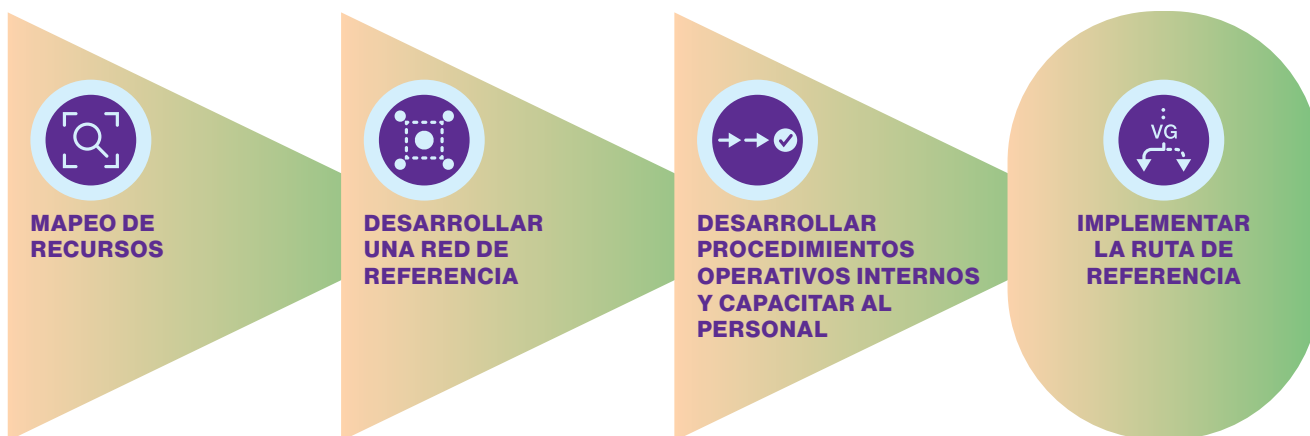 MAPEO DE
RECURSOS
DESARROLLAR
UNA RED DE
REFERENCIA
DESARROLLAR
PROCEDIMIENTOS
OPERATIVOS INTERNOS
Y CAPACITAR AL
PERSONAL
VG
IMPLEMENTAR
LA RUTA DE
REFERENCIA